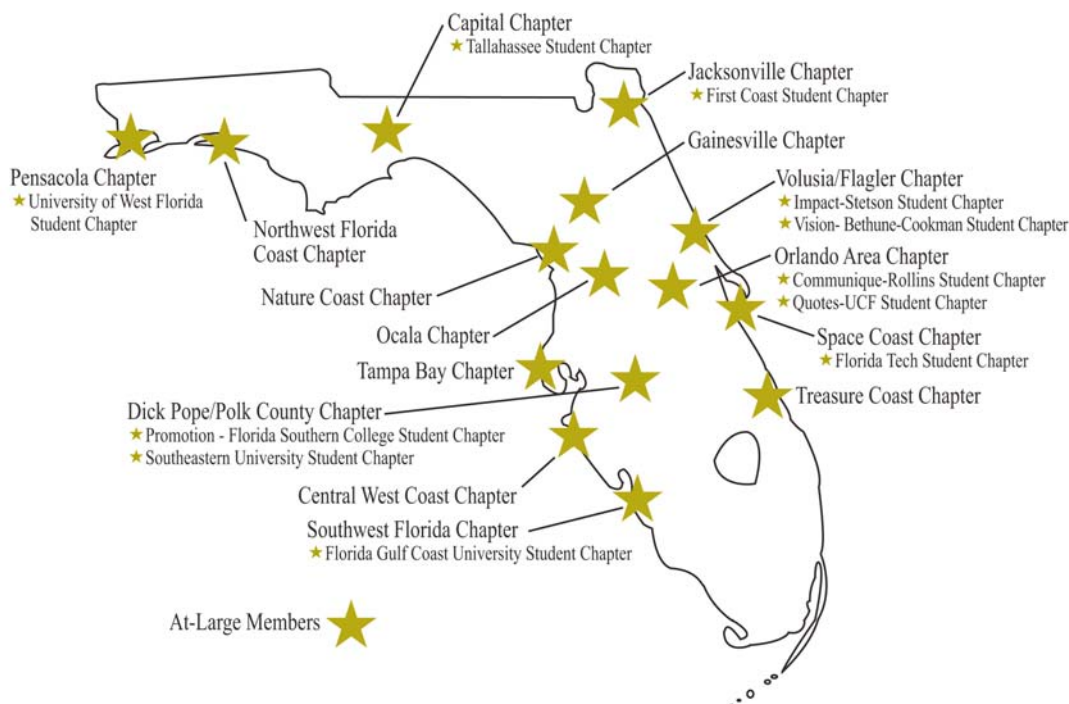 Capital Chapter
Tallahassee Student Chapter
Jacksonville Chapter
First Coast Student Chapter
Gainesville Chapter
Pensacola Chapter
University of West Florida
Student Chapter
Volusia/Flagler Chapter
Impact-Stetson Student Chapter
Vision- Bethune-Cookman Student Chapter
Northwest Florida
Coast Chapter
Orlando Area Chapter
Communique-Rollins Student Chapter
Quotes-UCF Student Chapter
Nature Coast Chapter
Ocala Chapter
Space Coast Chapter
Florida Tech Student Chapter
Tampa Bay Chapter
Treasure Coast Chapter
Dick Pope/Polk County Chapter
Promotion - Florida Southern College Student Chapter
Southeastern University Student Chapter
Central West Coast Chapter
Southwest Florida Chapter
Florida Gulf Coast University Student Chapter
At-Large Members